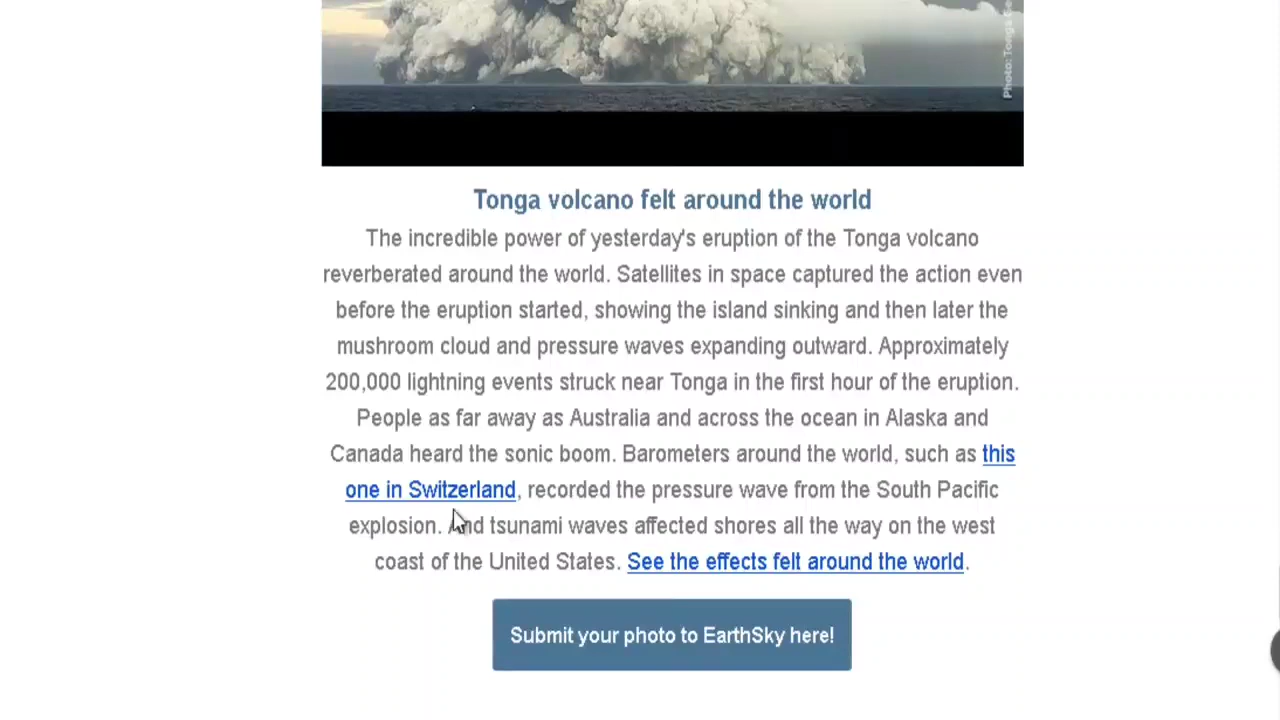 Photo: Tonga Ge
Tonga volcano felt around the world
The incredible power of yesterday's eruption of the Tonga volcano
reverberated around the world. Satellites in space captured the action even
before the eruption started, showing the island sinking and then later the
mushroom cloud and pressure waves expanding outward. Approximately
200,000 lightning events struck near Tonga in the first hour of the eruption.
People as far away as Australia and across the ocean in Alaska and
Canada heard the sonic boom. Barometers around the world, such as this
one in Switzerland, recorded the pressure wave from the South Pacific
explosion. And tsunami waves affected shores all the way on the west
coast of the United States. See the effects felt around the world.
Submit your photo to EarthSky here!